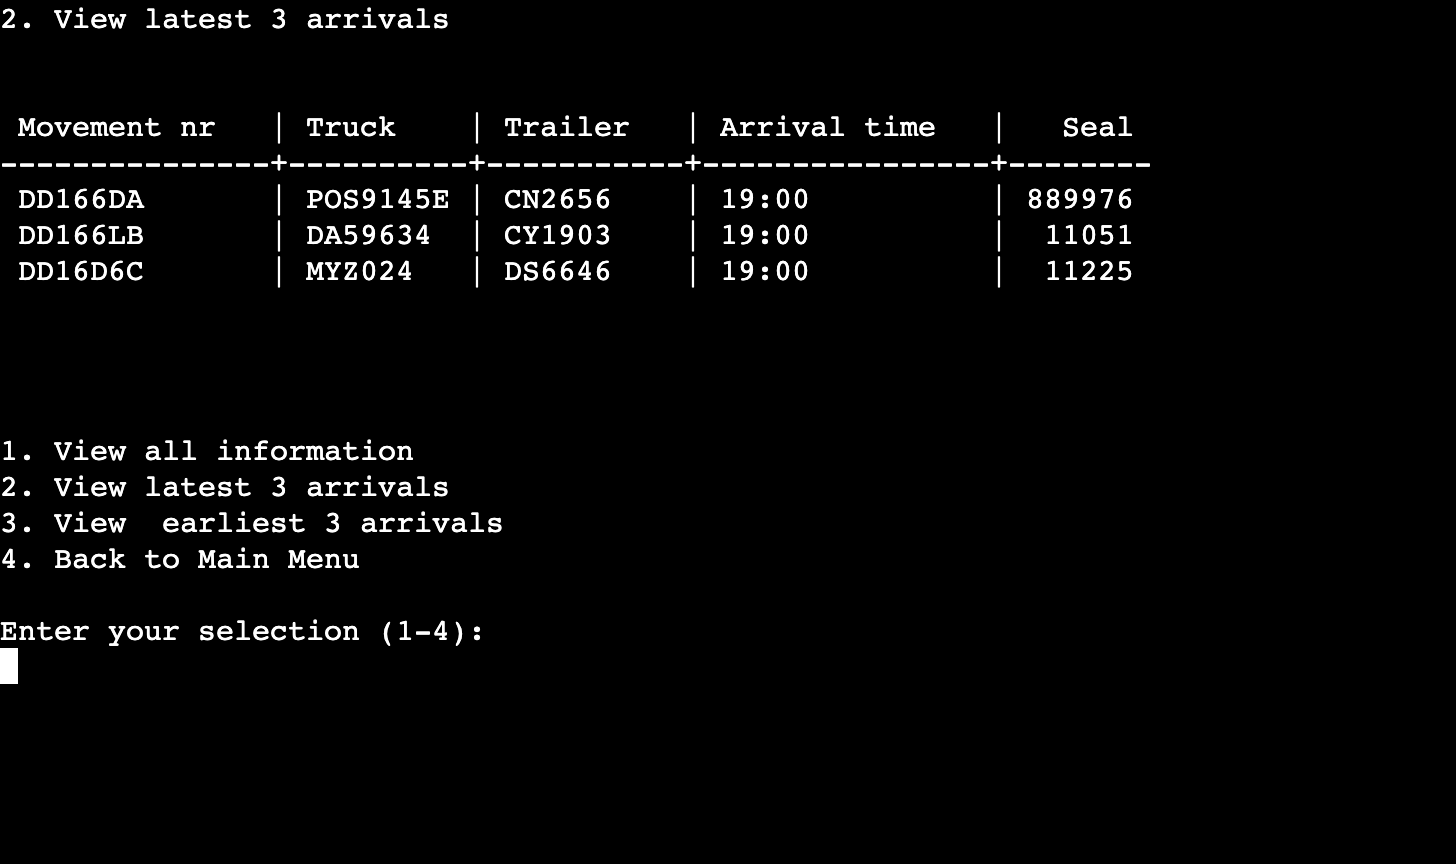 2. View latest 3 arrivals
 Movement nr   | Truck    | Trailer   | Arrival time   |   Seal
---------------+----------+-----------+----------------+--------
 DD166DA       | POS9145E | CN2656    | 19:00          | 889976
 DD166LB       | DA59634  | CY1903    | 19:00          |  11051
 DD16D6C       | MYZ024   | DS6646    | 19:00          |  11225
1. View all information
2. View latest 3 arrivals
3. View  earliest 3 arrivals
4. Back to Main Menu
Enter your selection (1-4):